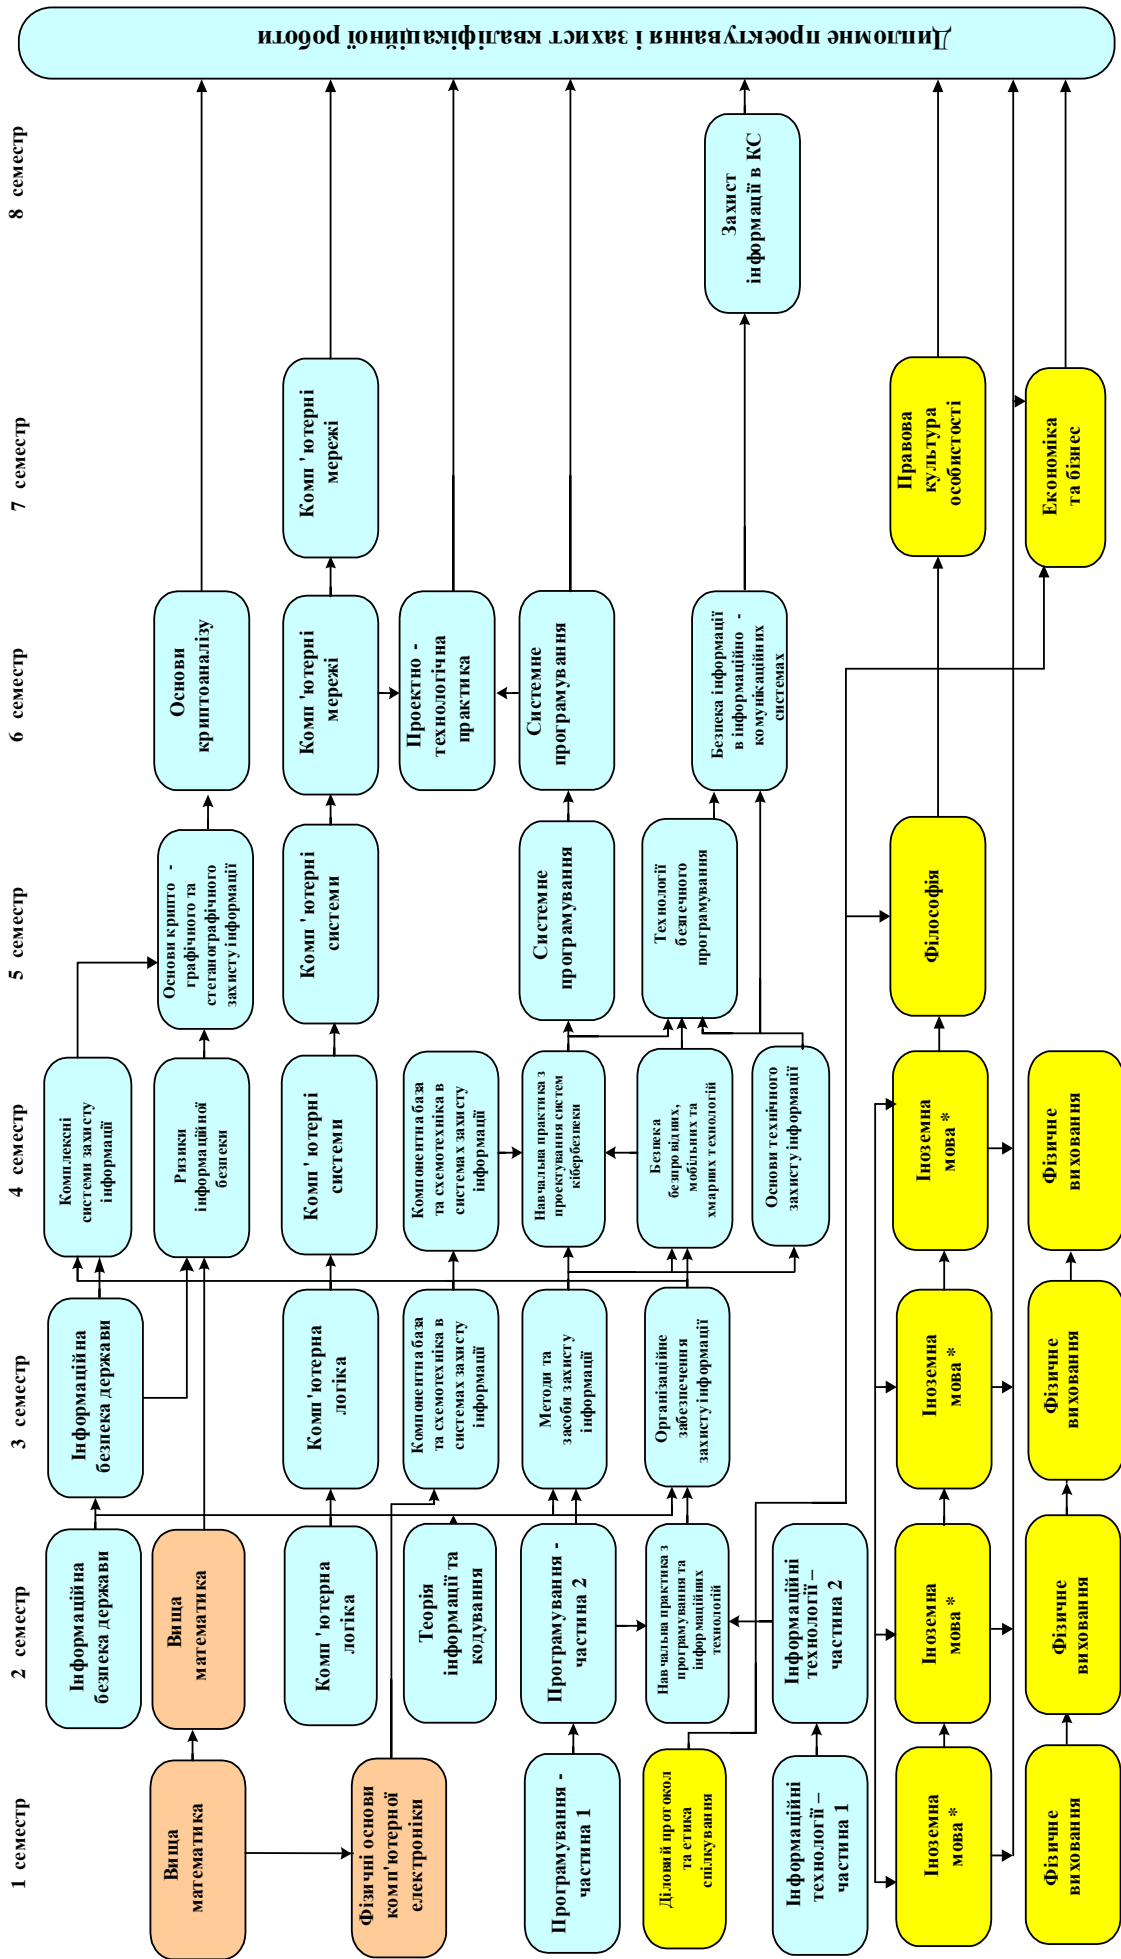 1 семестр
2 семестр
3 семестр
4 семестр
5 семестр
6 семестр
7 семестр
8 семестр
Вища
математика
Фізичні основи
комп'ютерної
електроніки
Програмування -
частина 1
Діловий протокол
та етика
спілкування
Інформаційні
технології –
частина 1
Іноземна
мова *
Фізичне
виховання
Інформаційна
безпека держави
Вища
математика
Комп 'ютерна
логіка
Теорія
інформації та
кодування
Програмування -
частина 2
Навчальна практика з
програмування та
інформаційних
технологій
Інформаційні
технології –
частина 2
Іноземна
мова *
Фізичне
виховання
Інформаційна
безпека держави
Комп 'ютерна
логіка
Компонентна база
та схемотехніка в
системах захисту
інформації
Методи та
засоби захисту
інформації
Організаційне
забезпечення
захисту інформації
Іноземна
мова *
Фізичне
виховання
Комплексні
системи захисту
інформації
Ризики
інформаційної
безпеки
Комп 'ютерні
системи
Компонентна база
та схемотехніка в
системах захисту
інформації
Навчальна практика з
проектування систем
кібербезпеки
Безпека
безпровідних,
мобільних та
хмарних технологій
Основи технічного
захисту інформації
Іноземна
мова *
Фізичне
виховання
Основи крипто -
графічного та
стеганографічного
захисту інформації
Комп 'ютерні
системи
Системне
програмування
Технології
безпечного
програмування
Філософія
Основи
криптоаналізу
Комп 'ютерні
мережі
Проектно -
технологічна
практика
Системне
програмування
Безпека інформації
в інформаційно -
комунікаційних
системах
Комп 'ютерні
мережі
Правова
культура
особистості
Економіка
та бізнес
Захист
інформації в КС
Дипломне проектування і захист кваліфікаційної роботи